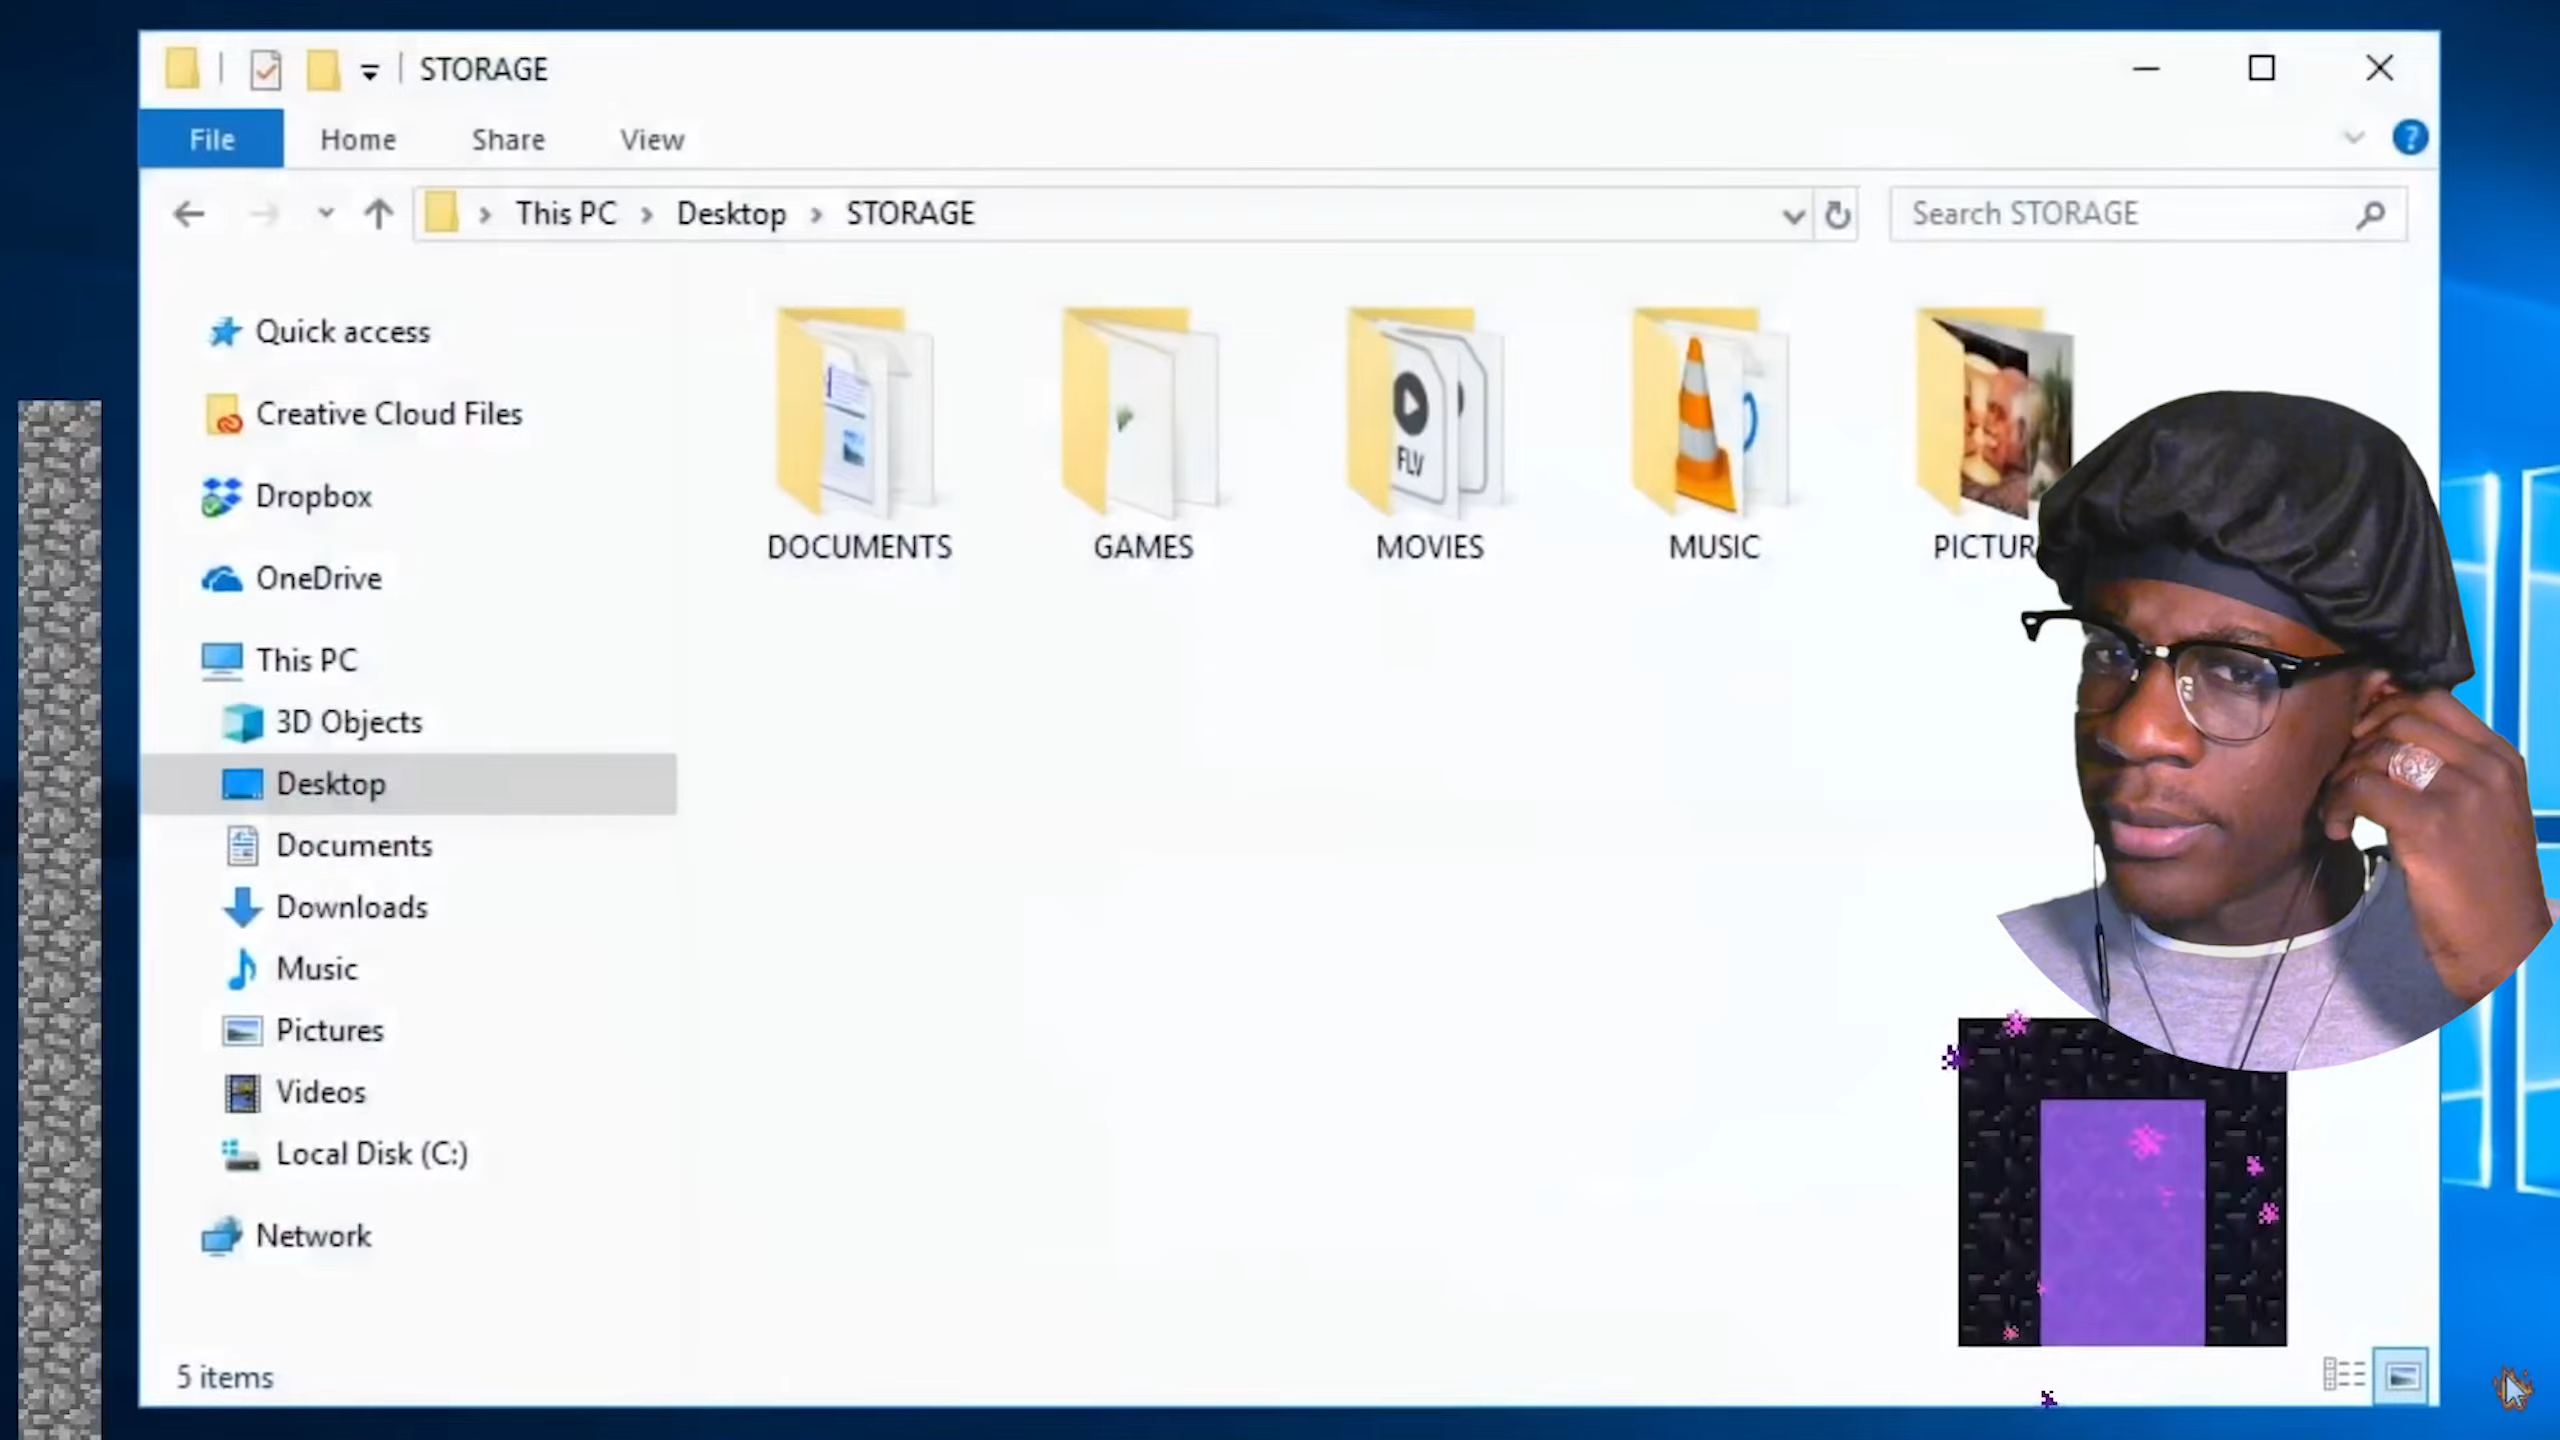 STORAGE
File Home Share View
This PC Desktop STORAGE
Search STORAGE
Quick access
Creative Cloud Files
Dropbox
OneDrive
This PC
3D Objects
Desktop
Documents
Downloads
Music
Pictures
Videos
Local Disk (C:)
Network
FLV
DOCUMENTS GAMES MOVIES MUSIC PICTUR
5 items